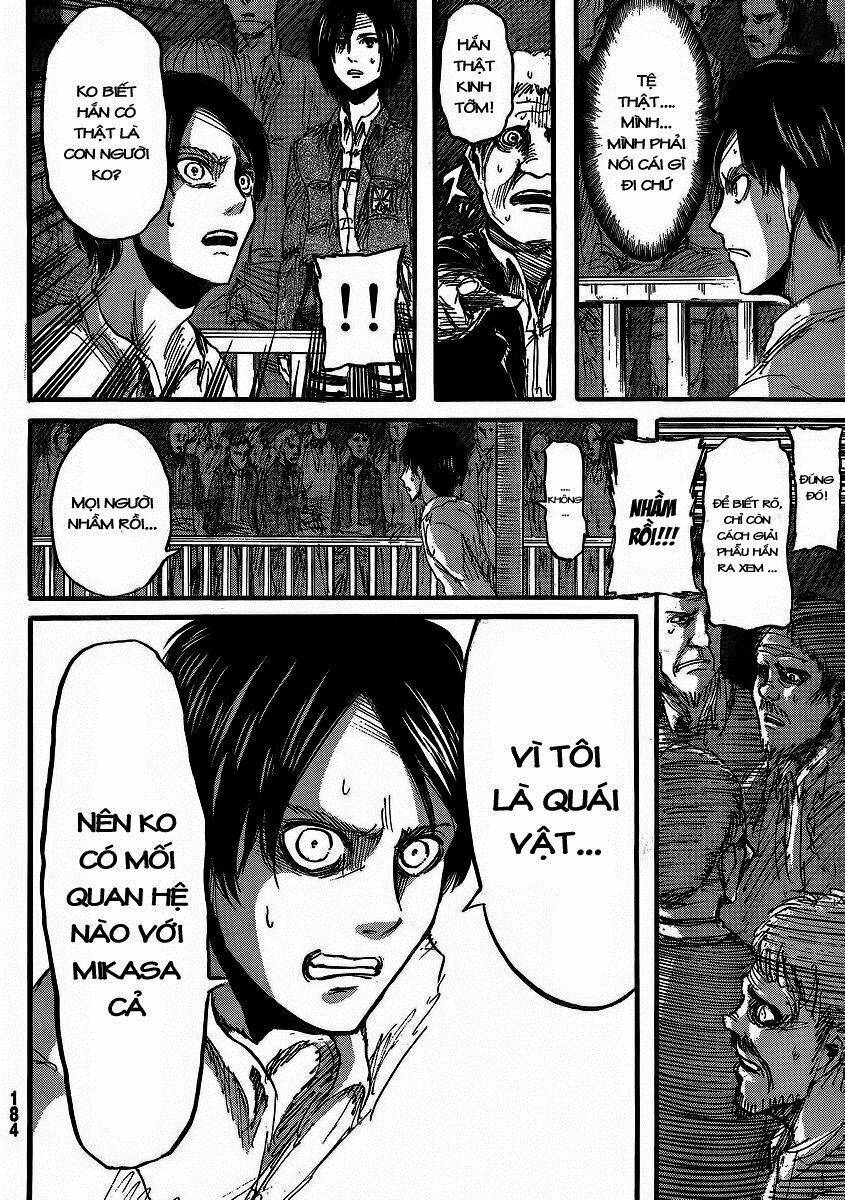 TỆ
THẬT....
MÌNH...
MÌNH PHẢI
NÓI CÁI GÌ
ĐI CHỨ
HẮN
THẬT
KINH
TỞM!
KO BIẾT
HẮN CÓ
THẬT LÀ
CON NGƯỜI
KO?
!!
ĐÚNG
ĐÓ!
ĐỂ BIẾT RÕ,
CHỈ CÒN
CÁCH GIẢI
PHẪU HẮN
RA XEM ...
NHẦM
RỒI!!!
....
KHÔNG
...
MỌI NGƯỜI
NHẦM RỒI...
VÌ TÔI
LÀ QUÁI
VẬT...
NÊN KO
CÓ MỐI
QUAN HỆ
NÀO VỚI
MIKASA
CẢ
184